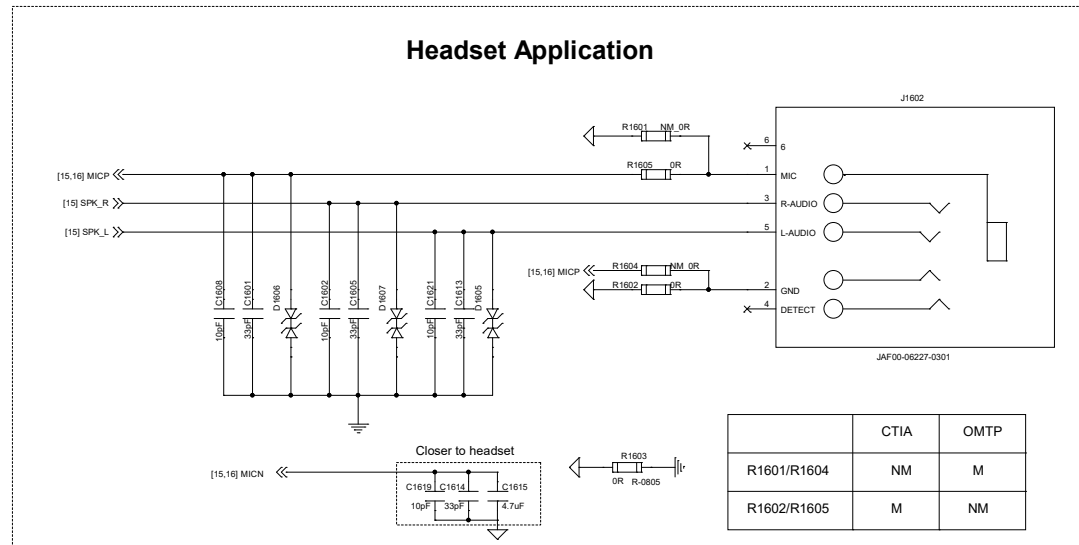 Headset Application
J1602
R1601 NM_0R
6 6
R1605 0R
[15,16] MICP
1 MIC
[15] SPK_R
3 R-AUDIO
[15] SPK_L
5 L-AUDIO
R1604 NM_0R
[15,16] MICP
R1602 0R
2 GND
4 DETECT
C1608 10pF
C1601 33pF
D1606
C1602 10pF
C1605 33pF
D1607
C1621 10pF
C1613 33pF
D1605
JAF00-06227-0301
Closer to headset
[15,16] MICN
C1619 C1614 C1615
10pF 33pF 4.7uF
R1603
0R R-0805
CTIA OMTP
R1601/R1604 NM M
R1602/R1605 M NM